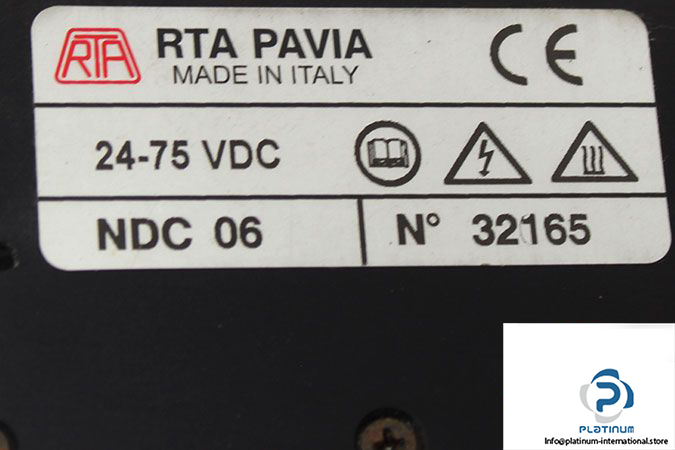 RTA
RTA PAVIA
MADE IN ITALY
CE
24-75 VDC
NDC 06
N° 32165
PLATINUM
Info@platinum-international.store